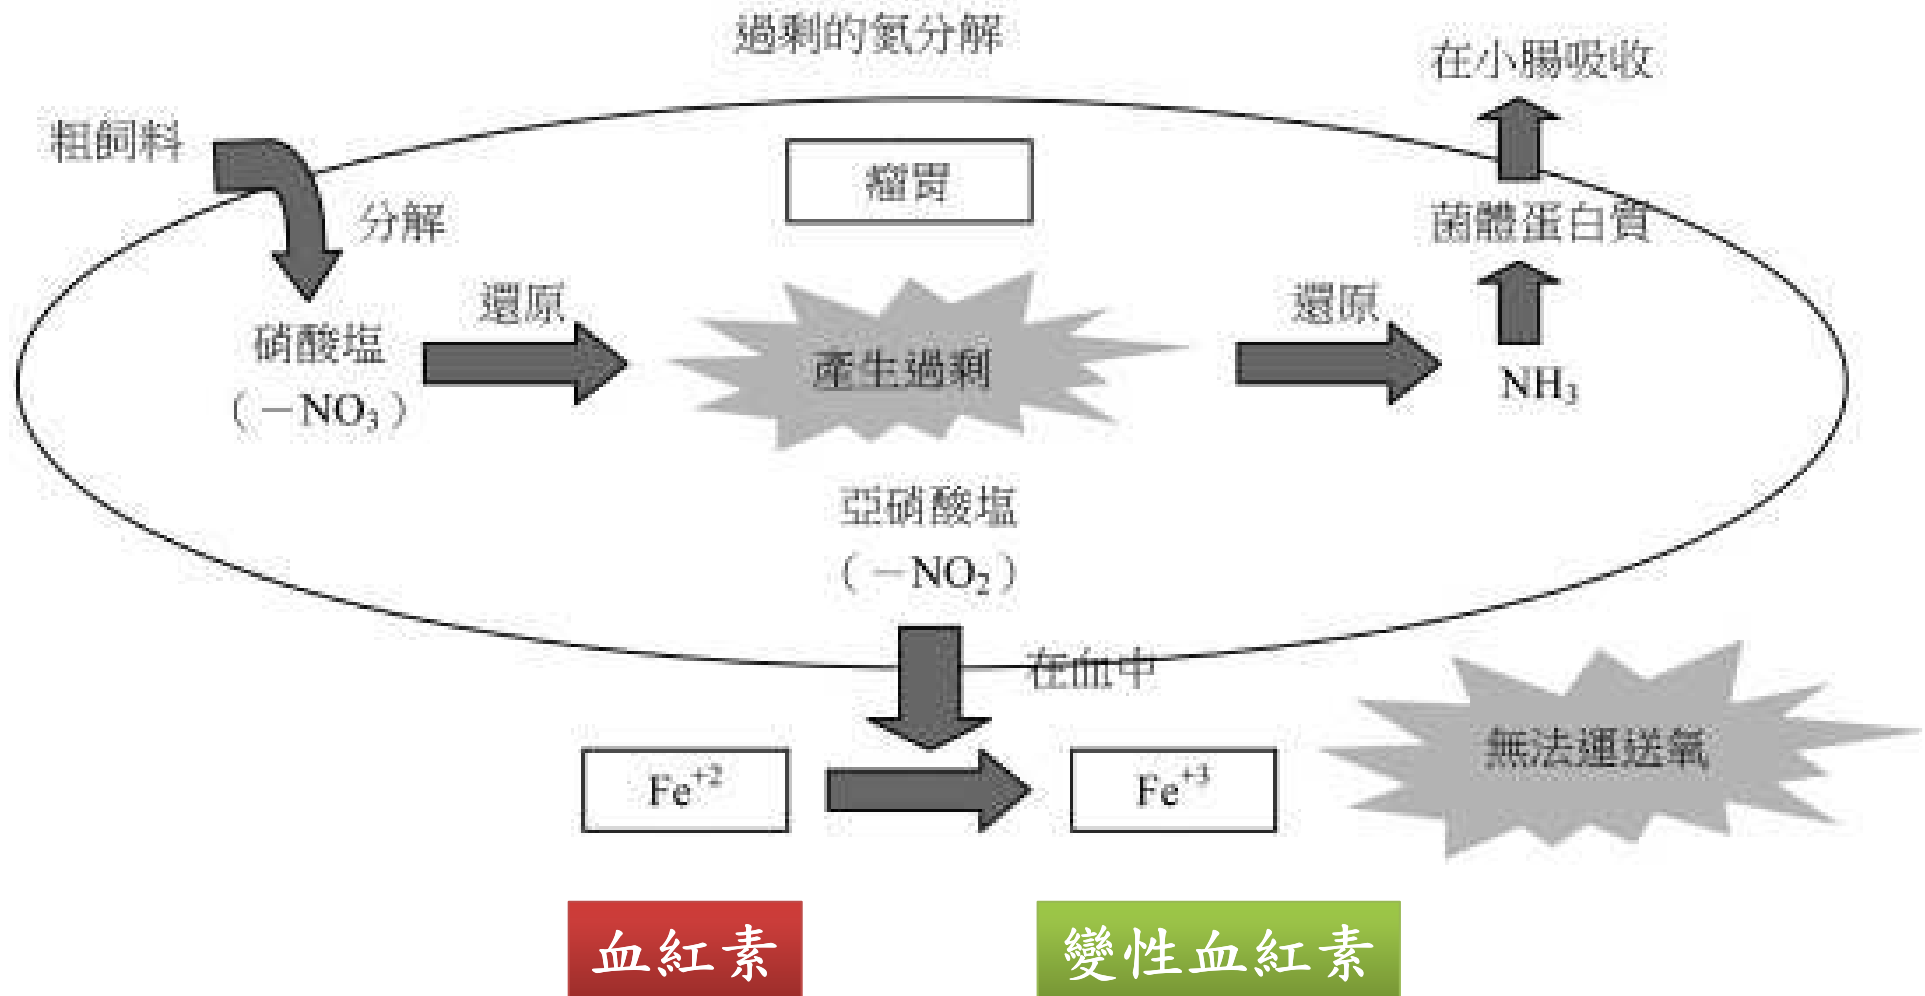 過剩的氮分解
在小腸吸收
粗飼料
瘤胃
分解
菌體蛋白質
還原
還原
硝酸塩
(－NO₃)
產生過剩
NH₃
亞硝酸塩
(－NO₂)
在血中
無法運送氧
Fe⁺²
Fe⁺³
血紅素
變性血紅素